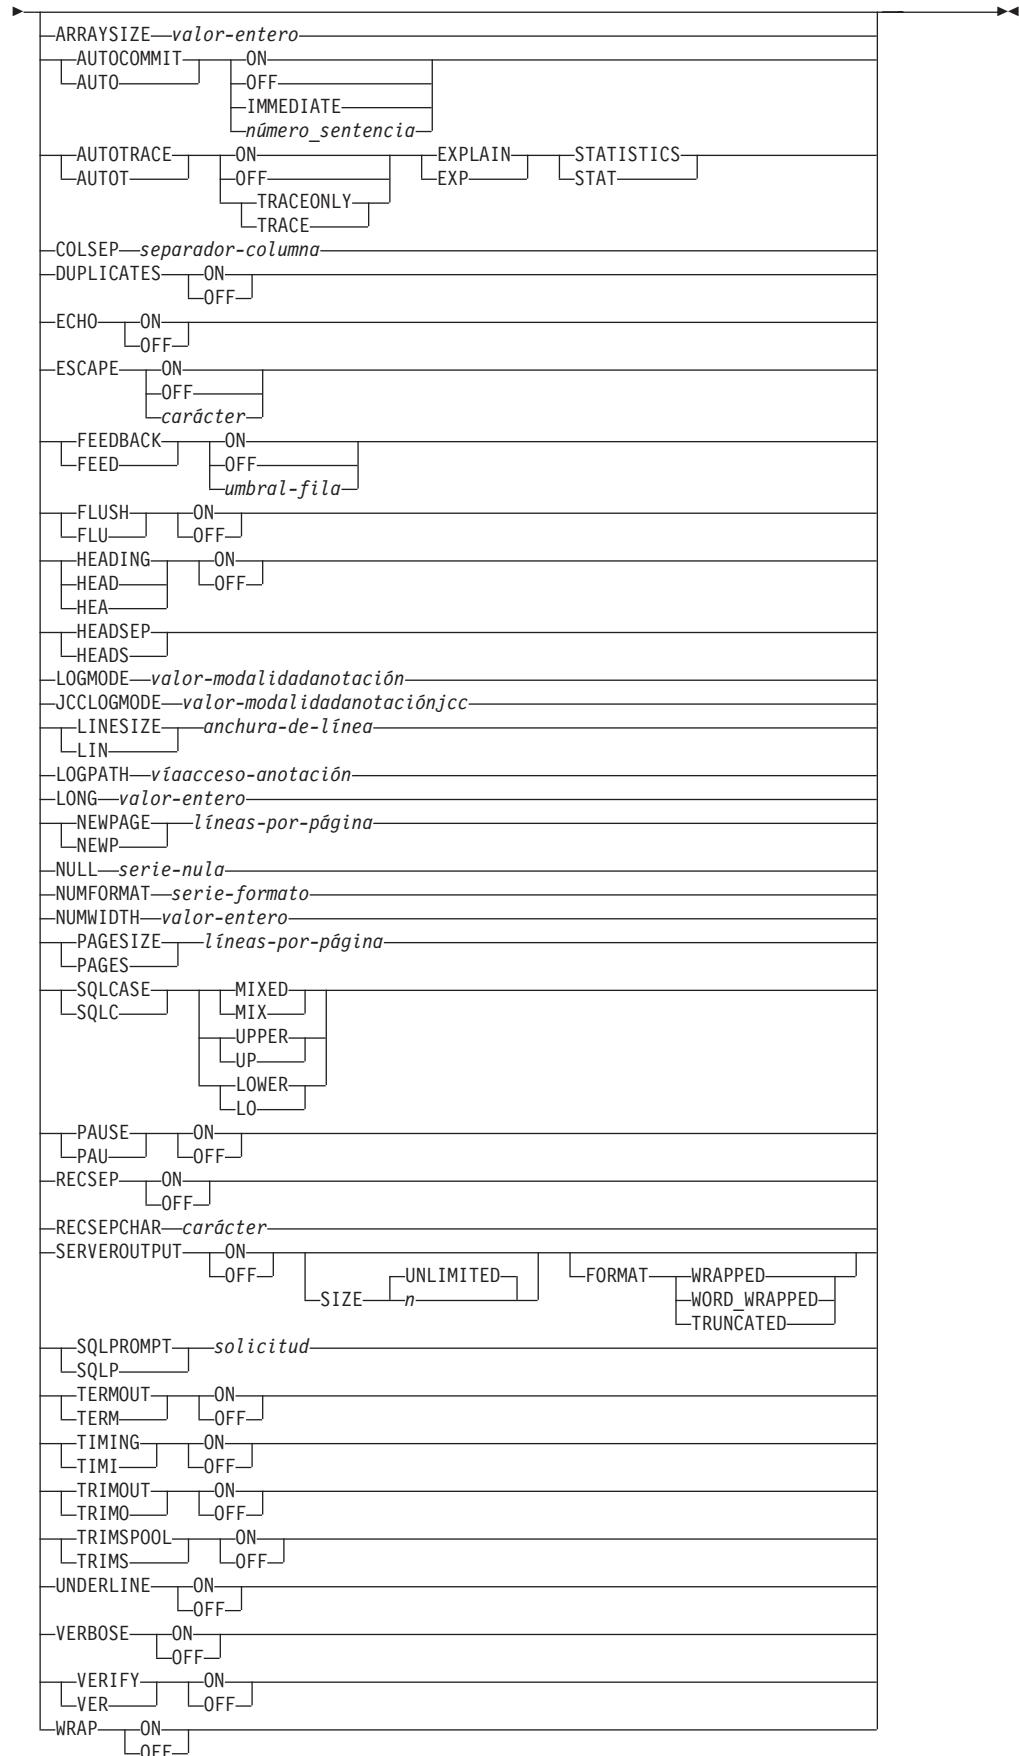 ARRAYSIZE valor-entero
AUTOCOMMIT ON
AUTO OFF
IMMEDIATE
número_sentencia
AUTOTRACE ON EXPLAIN STATISTICS
AUTOT OFF EXP STAT
TRACEONLY
TRACE
COLSEP separador-columna
DUPLICATES ON
OFF
ECHO ON
OFF
ESCAPE ON
OFF
carácter
FEEDBACK ON
FEED OFF
umbral-fila
FLUSH ON
FLU OFF
HEADING ON
HEAD OFF
HEA
HEADSEP
HEADS
LOGMODE valor-modalidadanotación
JCCLOGMODE valor-modalidadanotaciónjcc
LINESIZE anchura-de-línea
LIN
LOGPATH víaacceso-anotación
LONG valor-entero
NEWPAGE líneas-por-página
NEWP
NULL serie-nula
NUMFORMAT serie-formato
NUMWIDTH valor-entero
PAGESIZE líneas-por-página
PAGES
SQLCASE MIXED
SQLC MIX
UPPER
UP
LOWER
LO
PAUSE ON
PAU OFF
RECSEP ON
OFF
RECSEPCHAR carácter
SERVEROUTPUT ON
OFF UNLIMITED FORMAT WRAPPED
SIZE n WORD_WRAPPED
TRUNCATED
SQLPROMPT solicitud
SQLP
TERMOUT ON
TERM OFF
TIMING ON
TIMI OFF
TRIMOUT ON
TRIMO OFF
TRIMSPOOL ON
TRIMS OFF
UNDERLINE ON
OFF
VERBOSE ON
OFF
VERIFY ON
VER OFF
WRAP ON
OFF